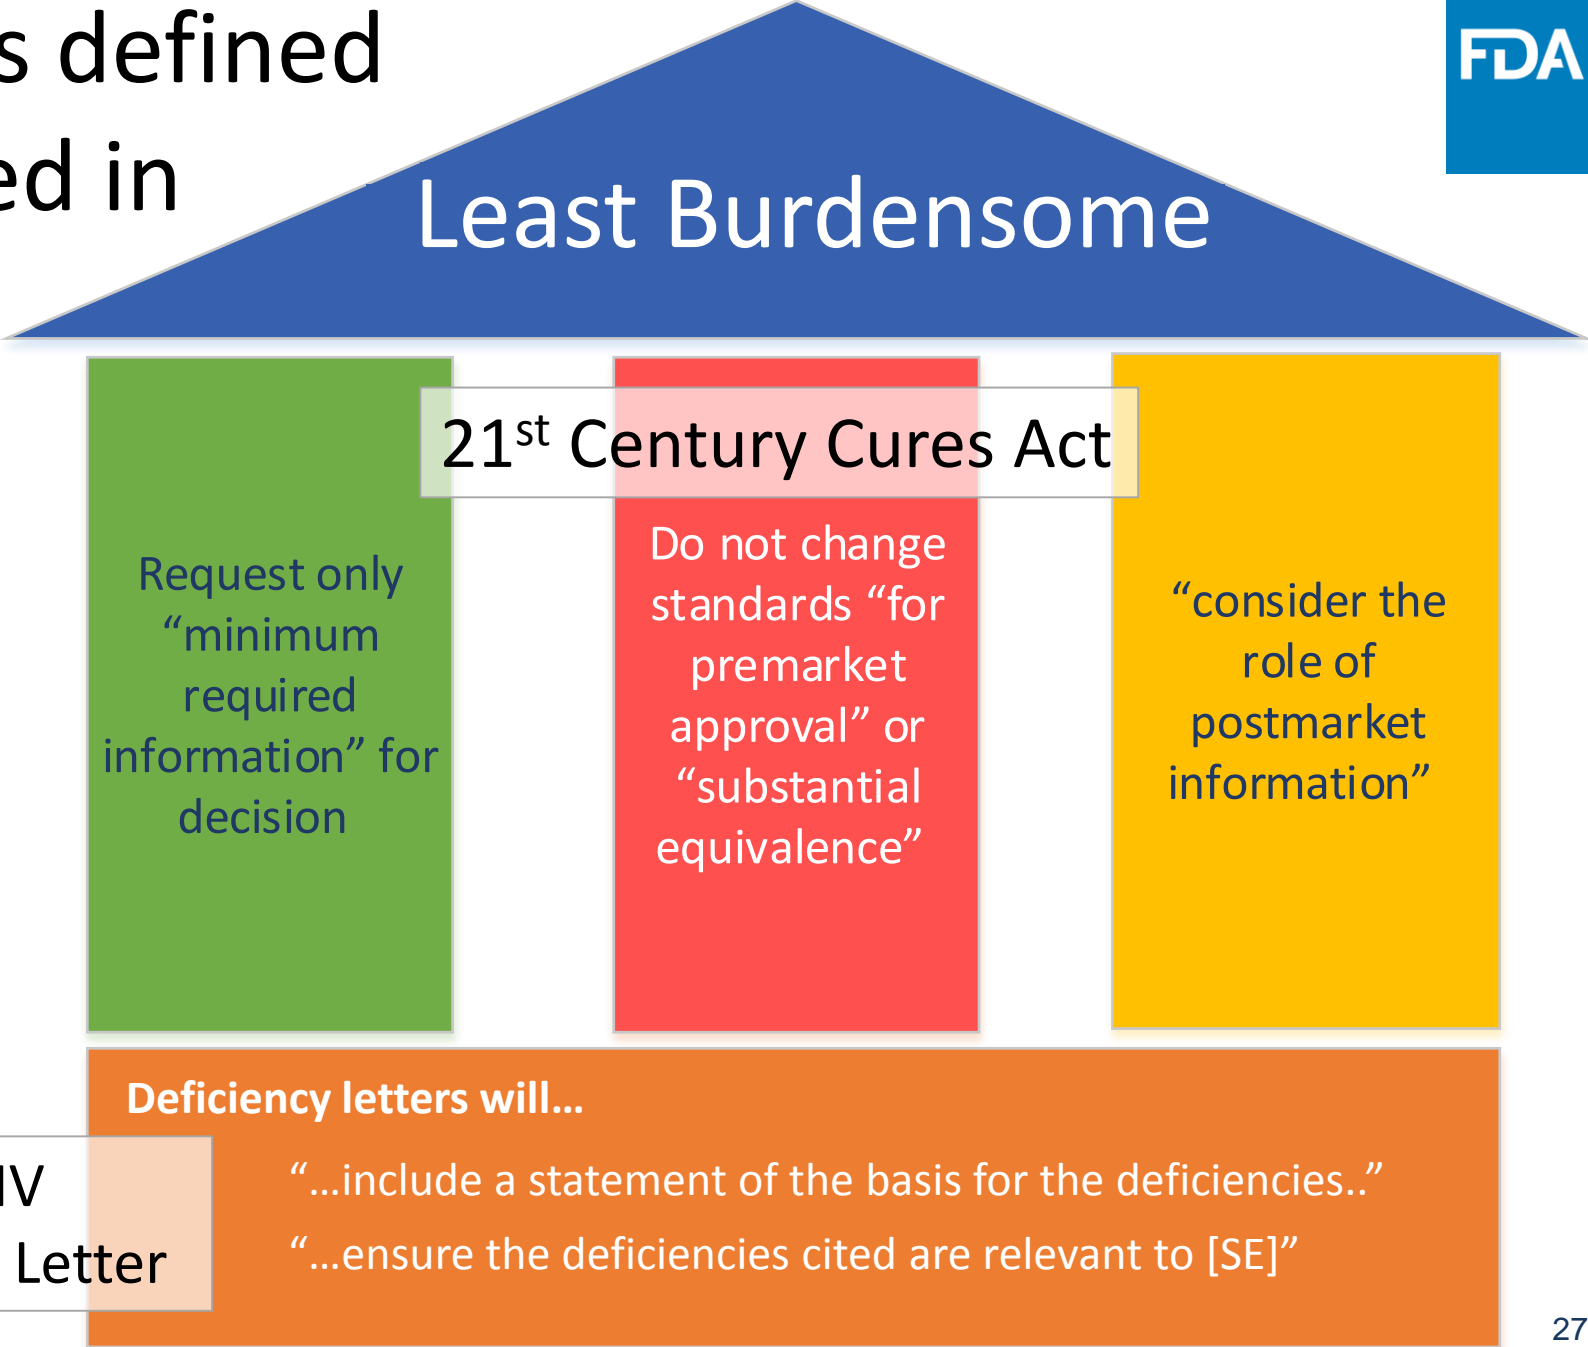 s defined
ed in
FDA
Least Burdensome
21st Century Cures Act
Request only
“minimum
required
information” for
decision
Do not change
standards “for
premarket
approval” or
“substantial
equivalence”
“consider the
role of
postmarket
information”
Deficiency letters will…
IV
Letter
“…include a statement of the basis for the deficiencies..”
“…ensure the deficiencies cited are relevant to [SE]”
27